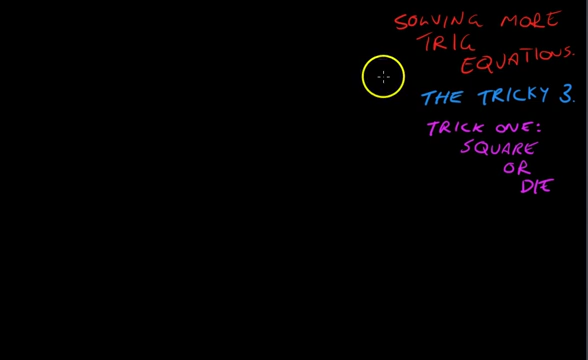 SOLVING MORE
TRIG
EQUATIONS.
THE TRICKY 3.
TRICK ONE:
SQUARE
OR
DIE